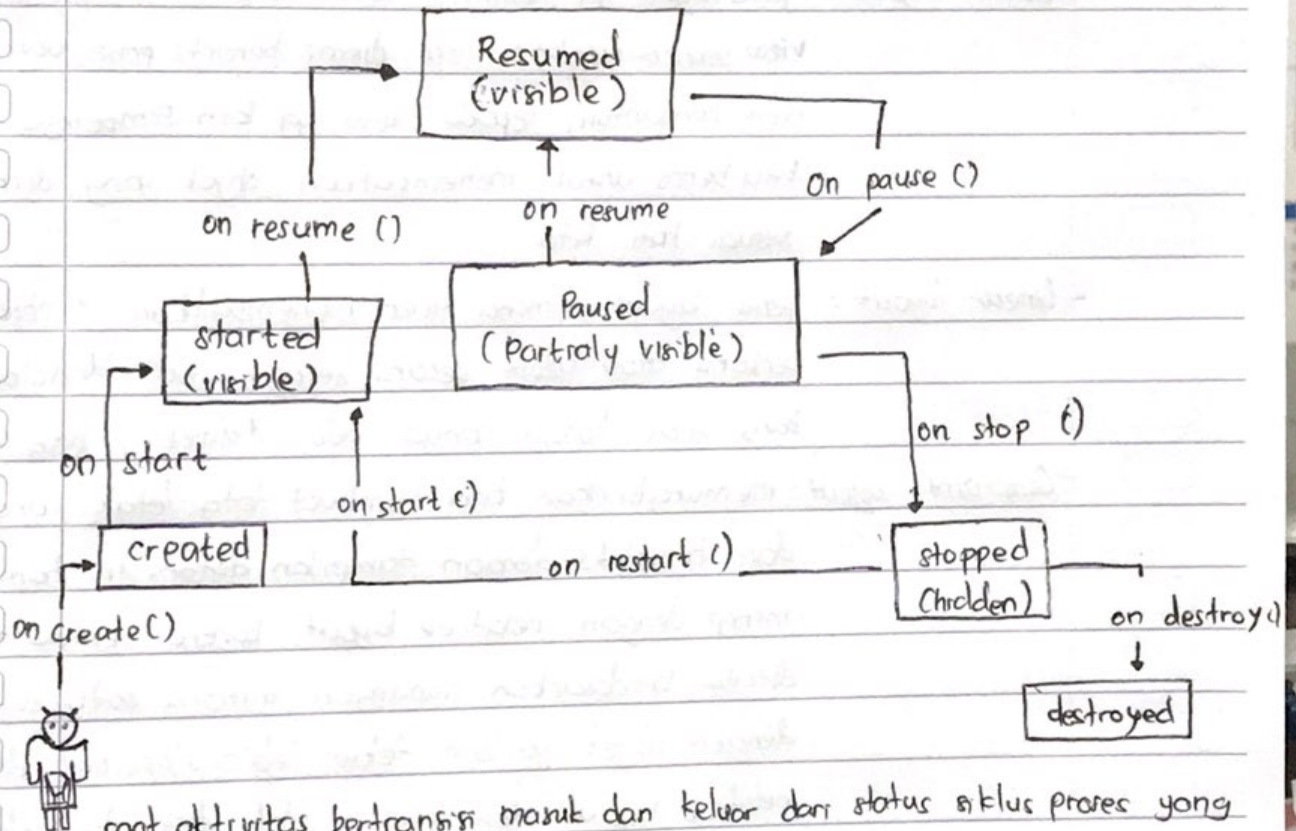 Resumed
(visible)
on resume ()
on resume
On pause ()
started
(visible)
Paused
(Partraly visible)
on start
on start ()
on stop ()
created
on restart ()
stopped
(hidden)
on create()
on destroy()
destroyed
aktivitas bertransisi masuk dan keluar dari status siklus proses yang